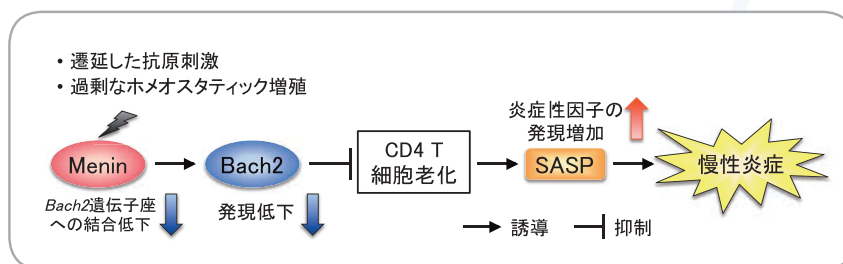 • 遷延した抗原刺激
• 過剰なホメオスタティック増殖
炎症性因子の
発現増加
Menin
Bach2
CD4 T
細胞老化
SASP
慢性炎症
Bach2遺伝子座
への結合低下
発現低下
誘導
抑制